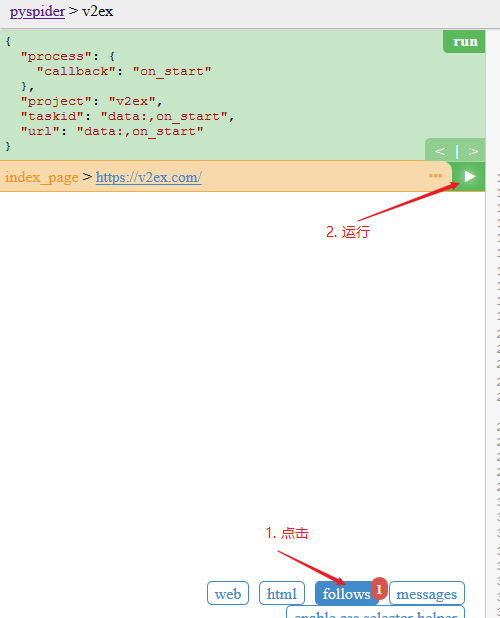 pyspider > v2ex
{
  "process": {
    "callback": "on_start"
  },
  "project": "v2ex",
  "taskid": "data:,on_start",
  "url": "data:,on_start"
}
run
< | >
index_page > https://v2ex.com/
...
2. 运行
1. 点击
web html follows 1 messages
enable css selector helper